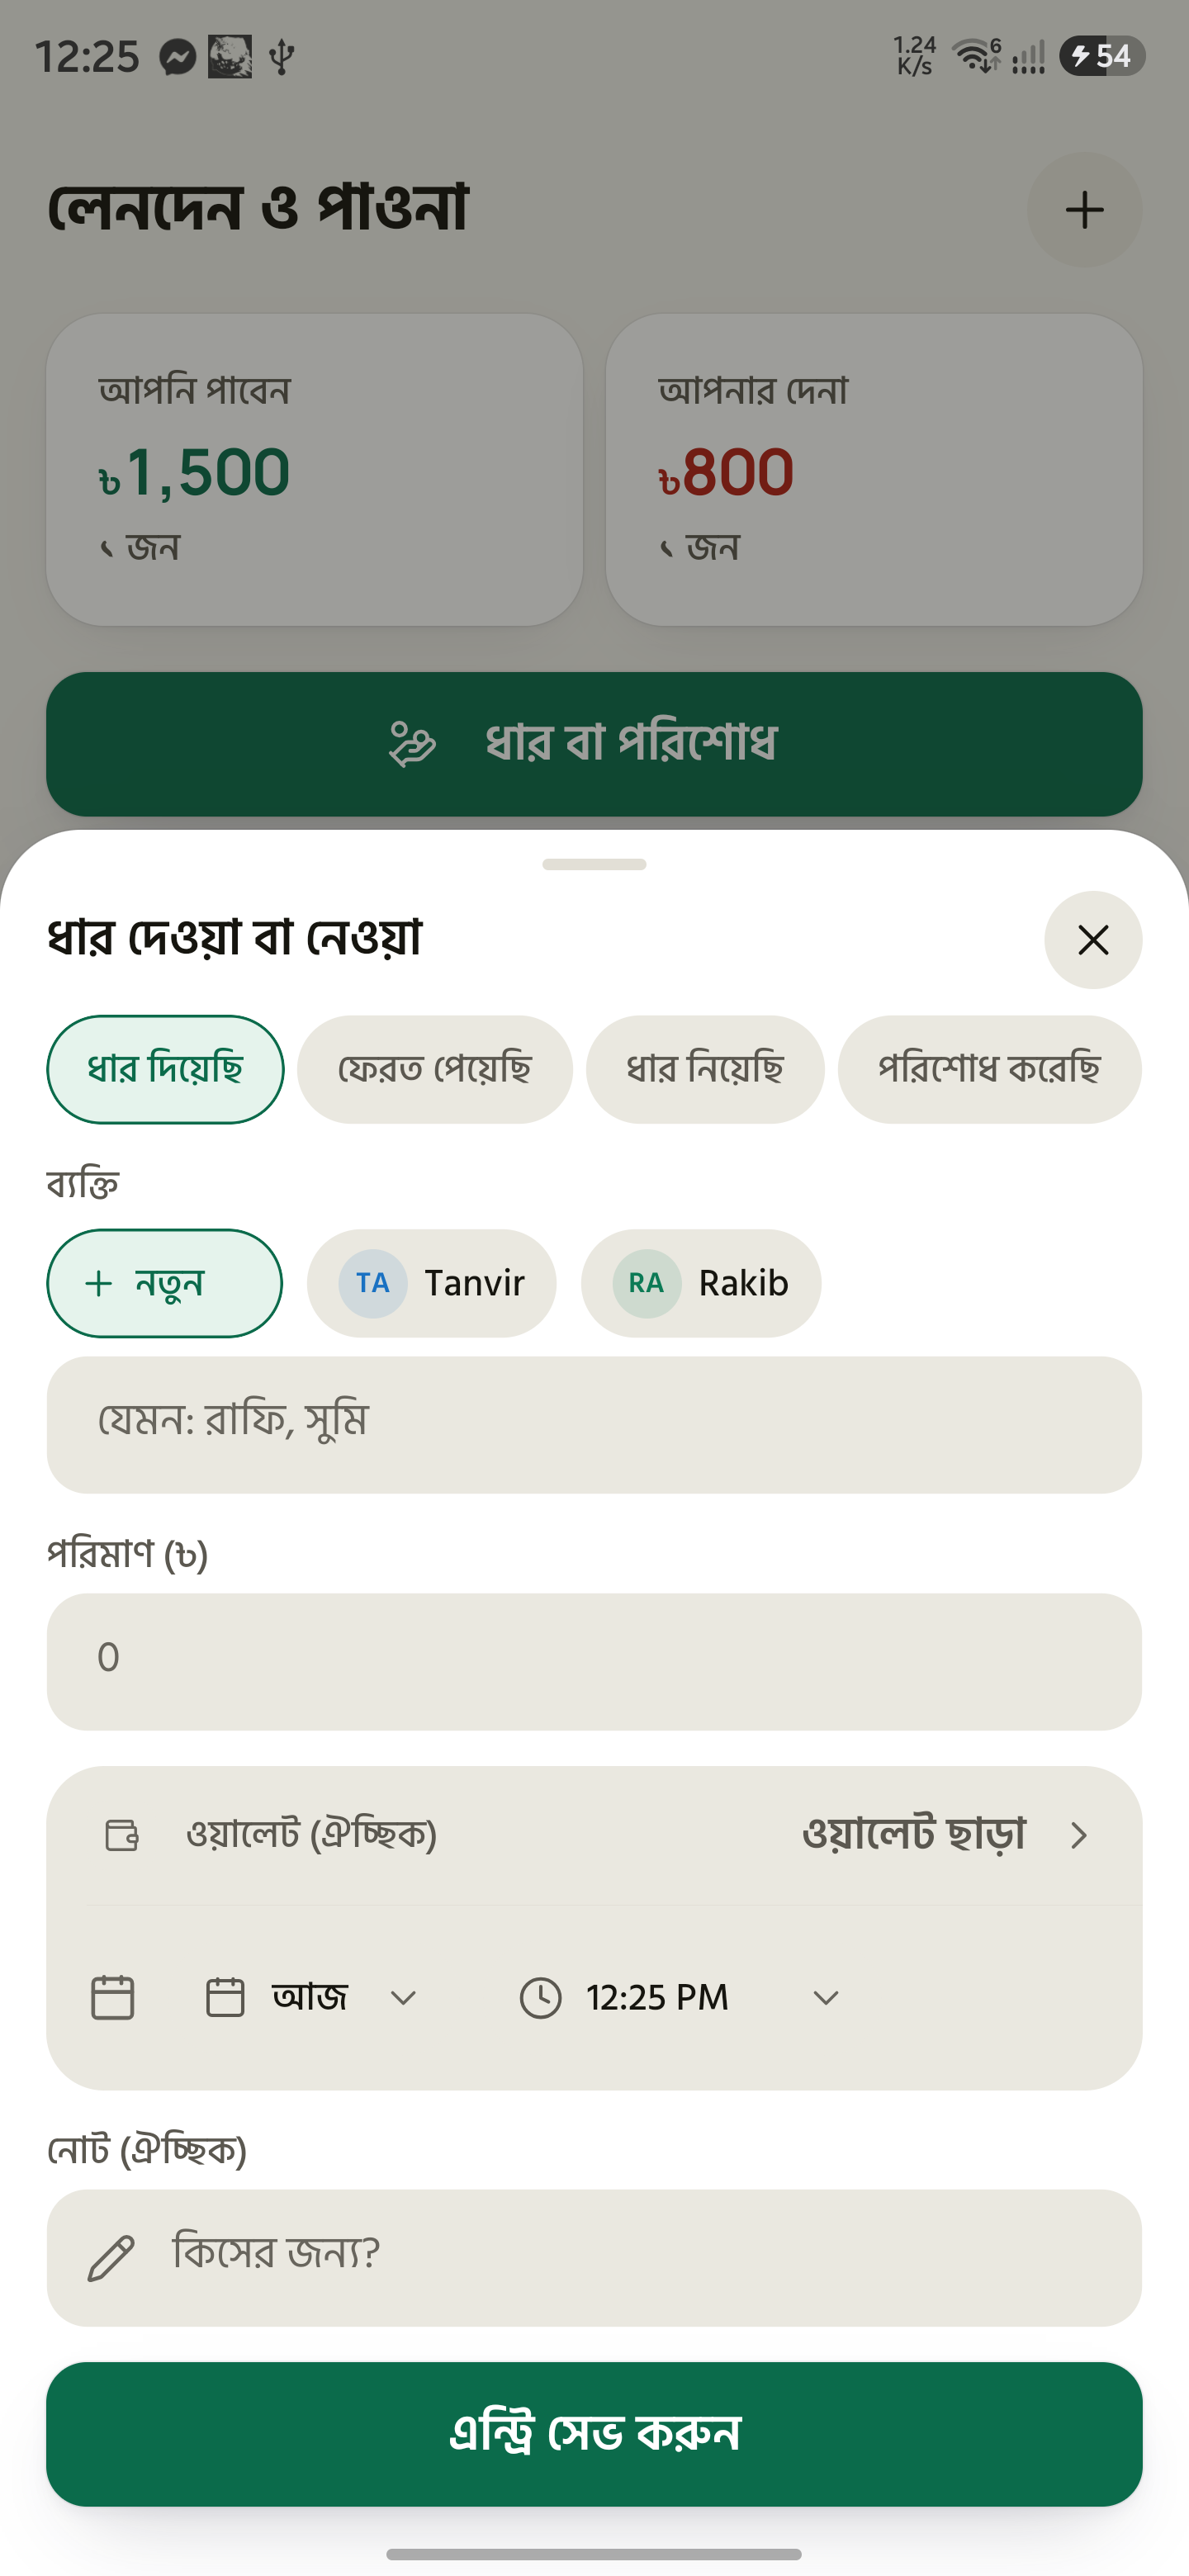 12:25
1.24 K/s
6
54
লেনদেন ও পাওনা
আপনি পাবেন
৳1,500
১ জন
আপনার দেনা
৳800
১ জন
ধার বা পরিশোধ
ধার দেওয়া বা নেওয়া
ধার দিয়েছি
ফেরত পেয়েছি
ধার নিয়েছি
পরিশোধ করেছি
ব্যক্তি
+ নতুন
TA Tanvir
RA Rakib
যেমন: রাফি, সুমি
পরিমাণ (৳)
0
ওয়ালেট (ঐচ্ছিক)
ওয়ালেট ছাড়া
আজ
12:25 PM
নোট (ঐচ্ছিক)
কিসের জন্য?
এন্ট্রি সেভ করুন